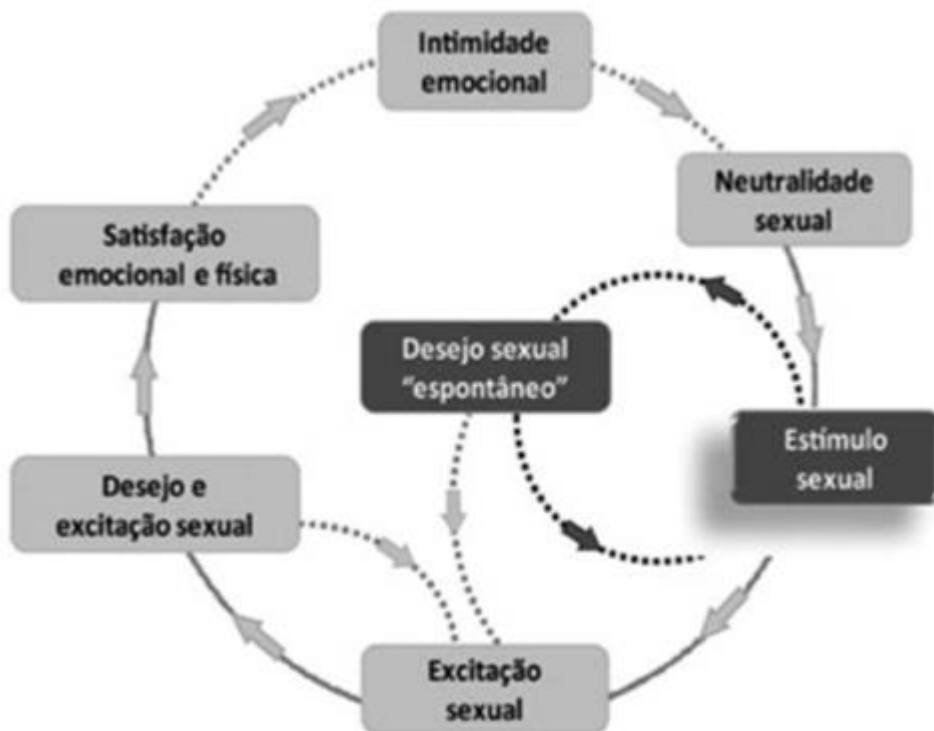 Intimidade
emocional
Neutralidade
sexual
Satisfação
emocional e física
Desejo sexual
“espontâneo”
Estímulo
sexual
Desejo e
excitação sexual
Excitação
sexual